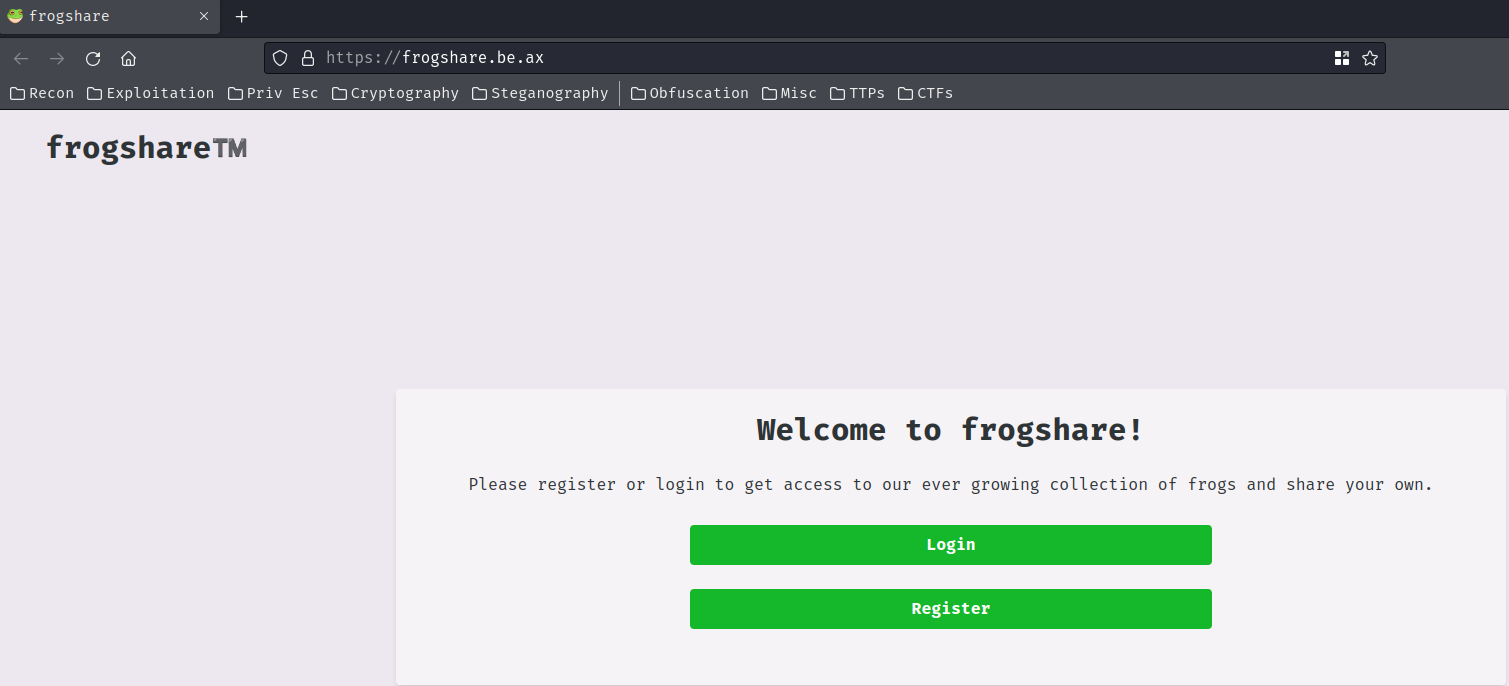 frogshare
https://frogshare.be.ax
Recon Exploitation Priv Esc Cryptography Steganography Obfuscation Misc TTPs CTFs
frogshare™
Welcome to frogshare!
Please register or login to get access to our ever growing collection of frogs and share your own.
Login
Register